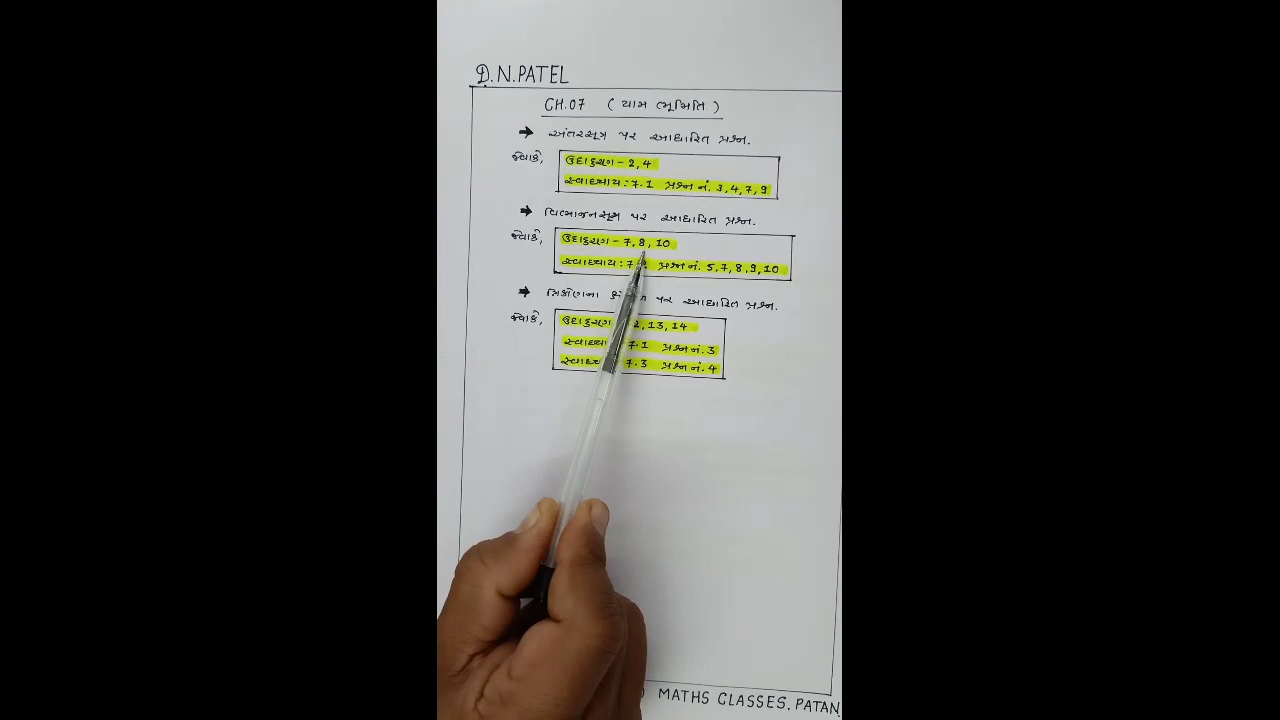 D.N.PATEL
CH.07 (યામ ભૂમિતિ)
→ અંતરસૂત્ર પર આધારિત પ્રશ્ન.
જેવાકે,
ઉદાહરણ - 2, 4
સ્વાધ્યાય : 7.1 પ્રશ્ન નં. 3, 4, 7, 9
→ વિભાજનસૂત્ર પર આધારિત પ્રશ્ન.
જેવાકે,
ઉદાહરણ - 7, 8, 10
સ્વાધ્યાય : 7. પ્રશ્ન નં. 5, 7, 8, 9, 10
→ ત્રિકોણના પર આધારિત પ્રશ્ન.
જેવાકે,
ઉદાહરણ 2, 13, 14
7.1 પ્રશ્ન નં. 3
7.3 પ્રશ્ન નં. 4
MATHS CLASSES, PATAN